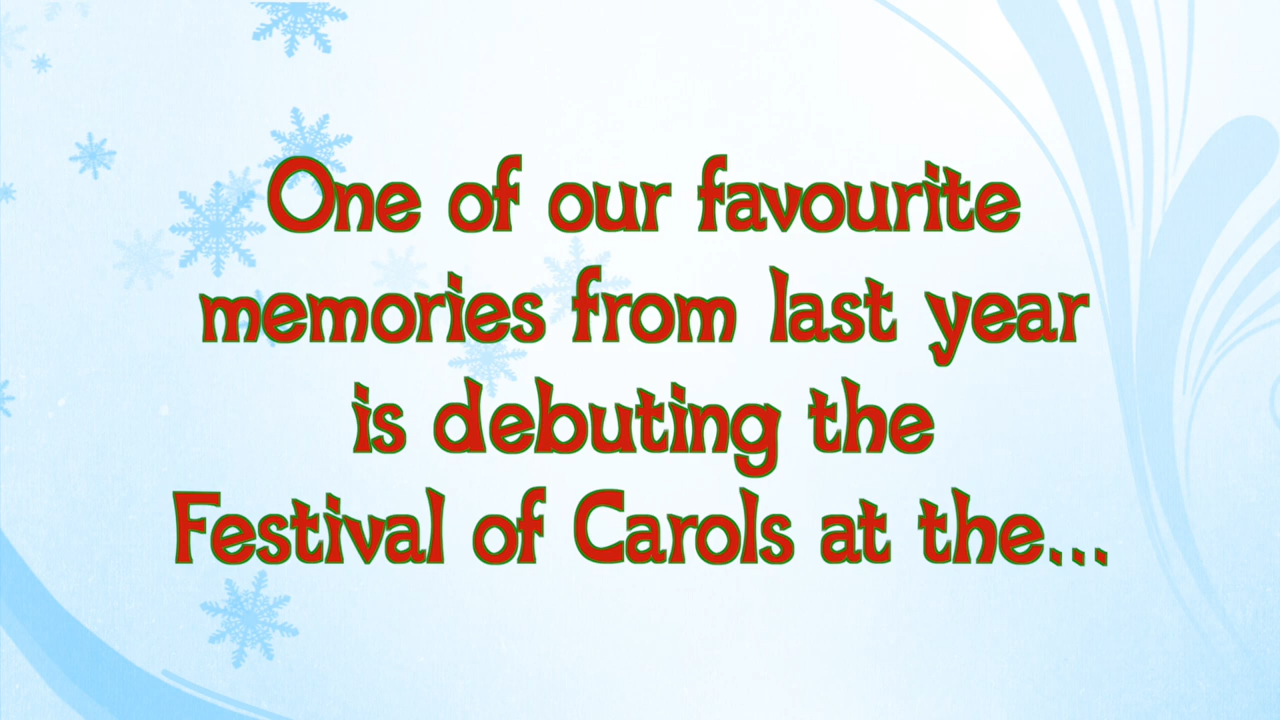 One of our favourite
memories from last year
is debuting the
Festival of Carols at the...